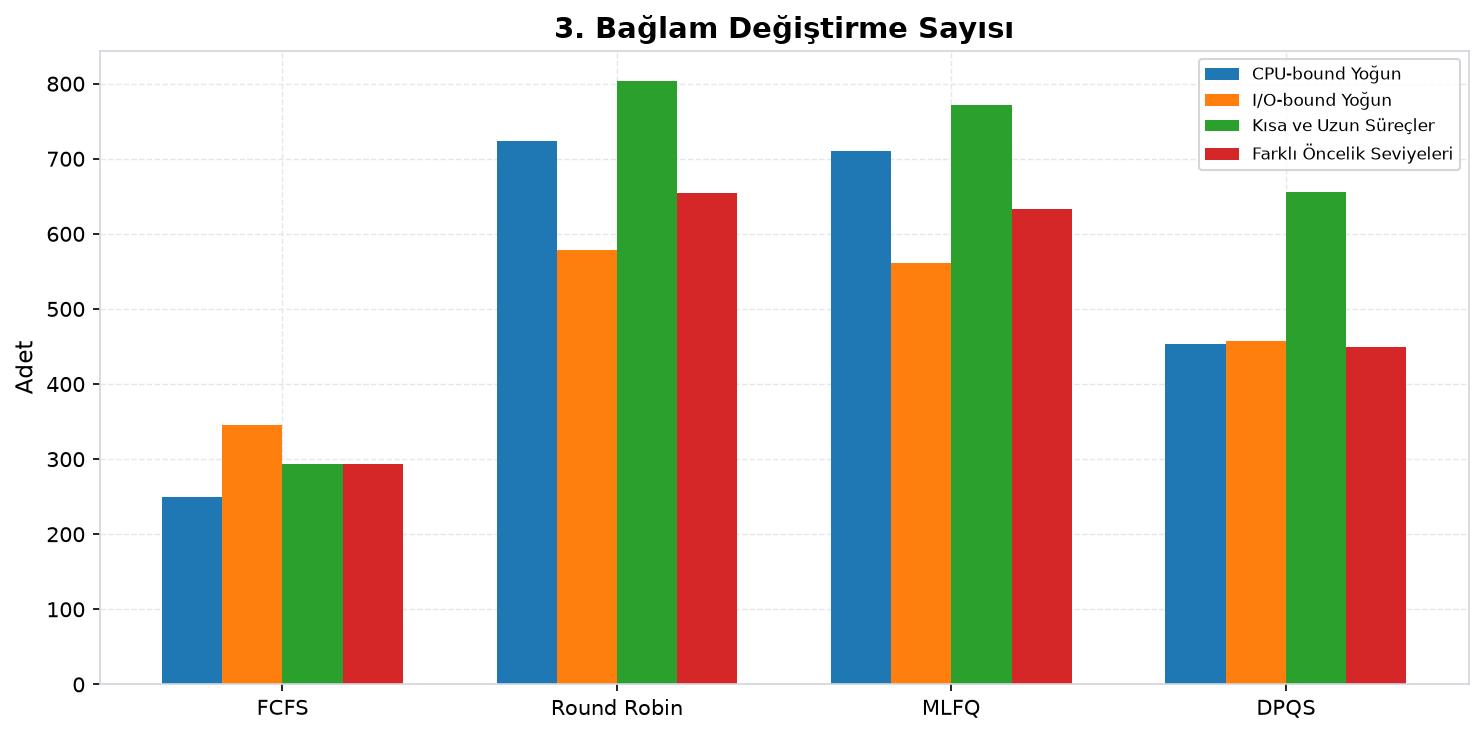 3. Bağlam Değiştirme Sayısı
CPU-bound Yoğun
I/O-bound Yoğun
Kısa ve Uzun Süreçler
Farklı Öncelik Seviyeleri
Adet
800
700
600
500
400
300
200
100
0
FCFS
Round Robin
MLFQ
DPQS